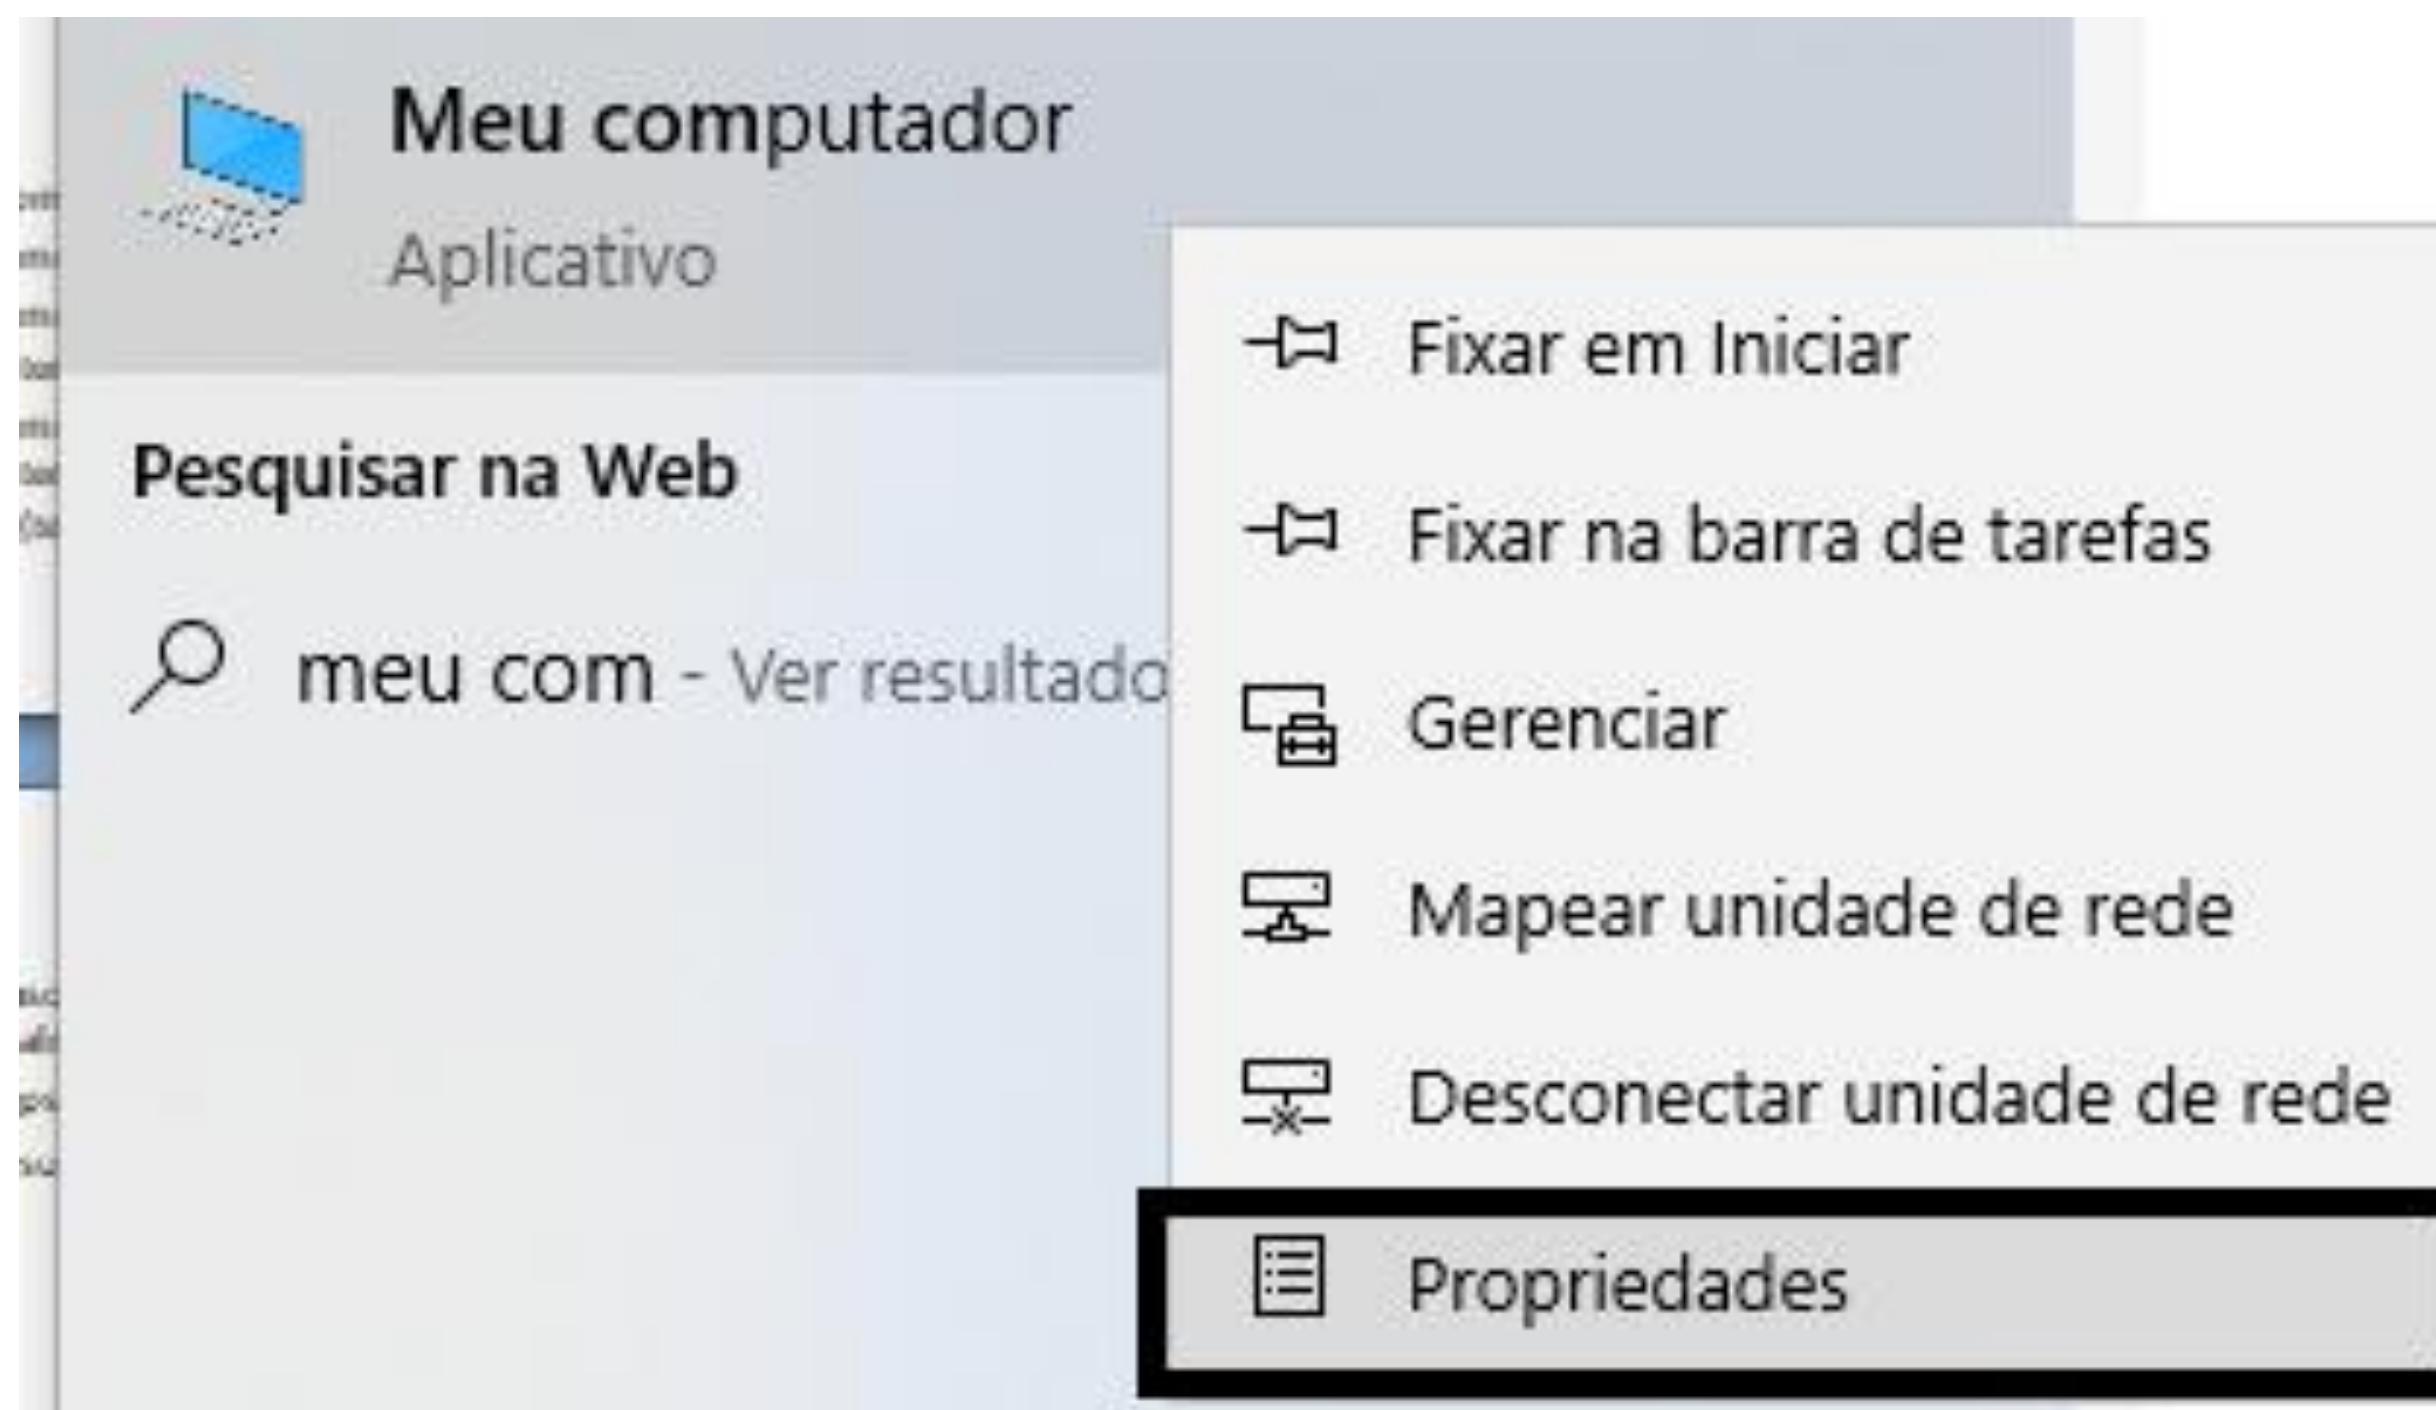 Meu computador
Aplicativo
Pesquisar na Web
meu com - Ver resultado
Fixar em Iniciar
Fixar na barra de tarefas
Gerenciar
Mapear unidade de rede
Desconectar unidade de rede
Propriedades